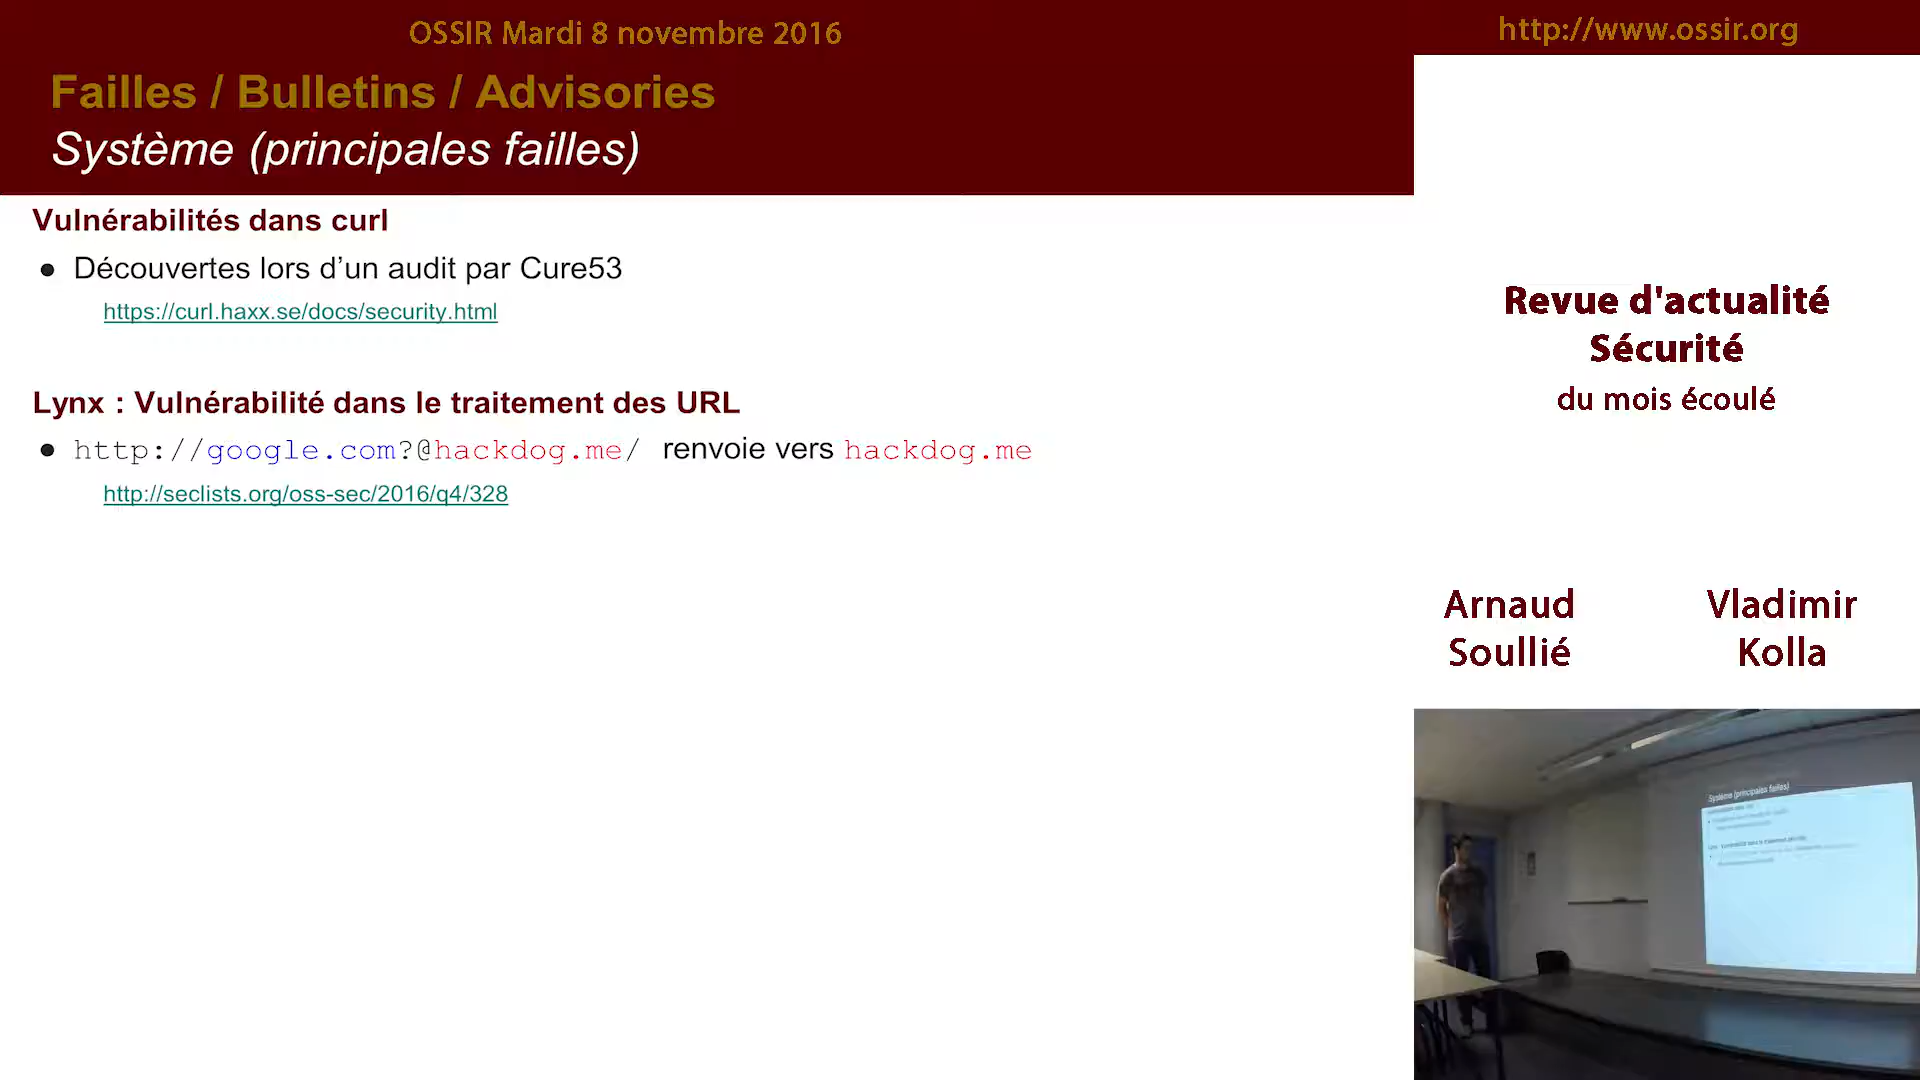 OSSIR Mardi 8 novembre 2016
http://www.ossir.org
Failles / Bulletins / Advisories
Système (principales failles)
Vulnérabilités dans curl
● Découvertes lors d’un audit par Cure53
https://curl.haxx.se/docs/security.html
Lynx : Vulnérabilité dans le traitement des URL
● http://google.com?@hackdog.me/ renvoie vers hackdog.me
http://seclists.org/oss-sec/2016/q4/328
Revue d'actualité
Sécurité
du mois écoulé
Arnaud
Soullié
Vladimir
Kolla
Système (principales failles)